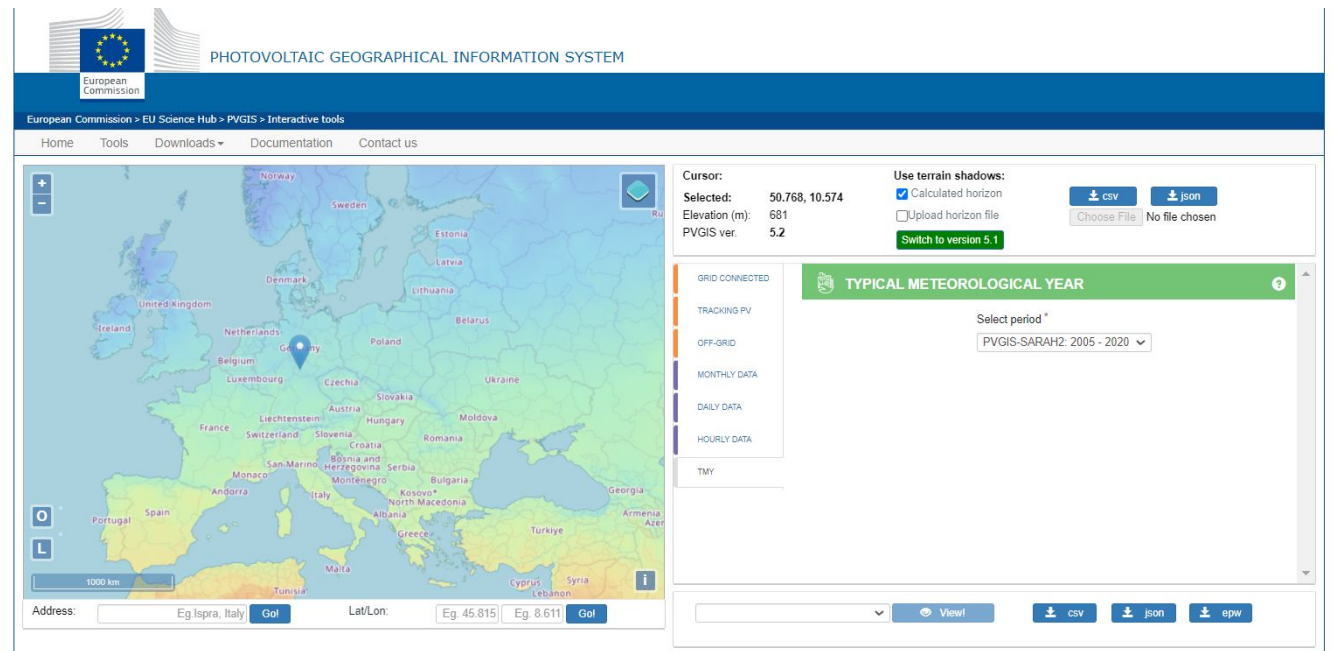 European
Commission
PHOTOVOLTAIC GEOGRAPHICAL INFORMATION SYSTEM
European Commission > EU Science Hub > PVGIS > Interactive tools
Home Tools Downloads Documentation Contact us
+
-
Norway
Sweden
Ru
Estonia
Latvia
Denmark
Lithuania
United Kingdom
Ireland
Belarus
Netherlands
Poland
Belgium
Luxembourg
Czechia
Ukraine
Slovakia
Austria
Liechtenstein
Hungary
Moldova
France
Switzerland
Slovenia
Croatia
Romania
San Marino
Bosnia and
Herzegovina
Serbia
Monaco
Montenegro
Bulgaria
Andorra
Italy
Kosovo*
North Macedonia
Georgia
Portugal
Spain
Albania
Armenia
Azer
Greece
Türkiye
Malta
Tunisia
Cyprus
Syria
Lebanon
O
L
1000 km
i
Address: Eg.Ispra, Italy Go!
Lat/Lon: Eg. 45.815 Eg. 8.611 Go!
Cursor:
Selected: 50.768, 10.574
Elevation (m): 681
PVGIS ver. 5.2
Use terrain shadows:
Calculated horizon
Upload horizon file
Switch to version 5.1
csv json
Choose File No file chosen
GRID CONNECTED
TRACKING PV
OFF-GRID
MONTHLY DATA
DAILY DATA
HOURLY DATA
TMY
TYPICAL METEOROLOGICAL YEAR ?
Select period *
PVGIS-SARAH2: 2005 - 2020
View!
csv json epw